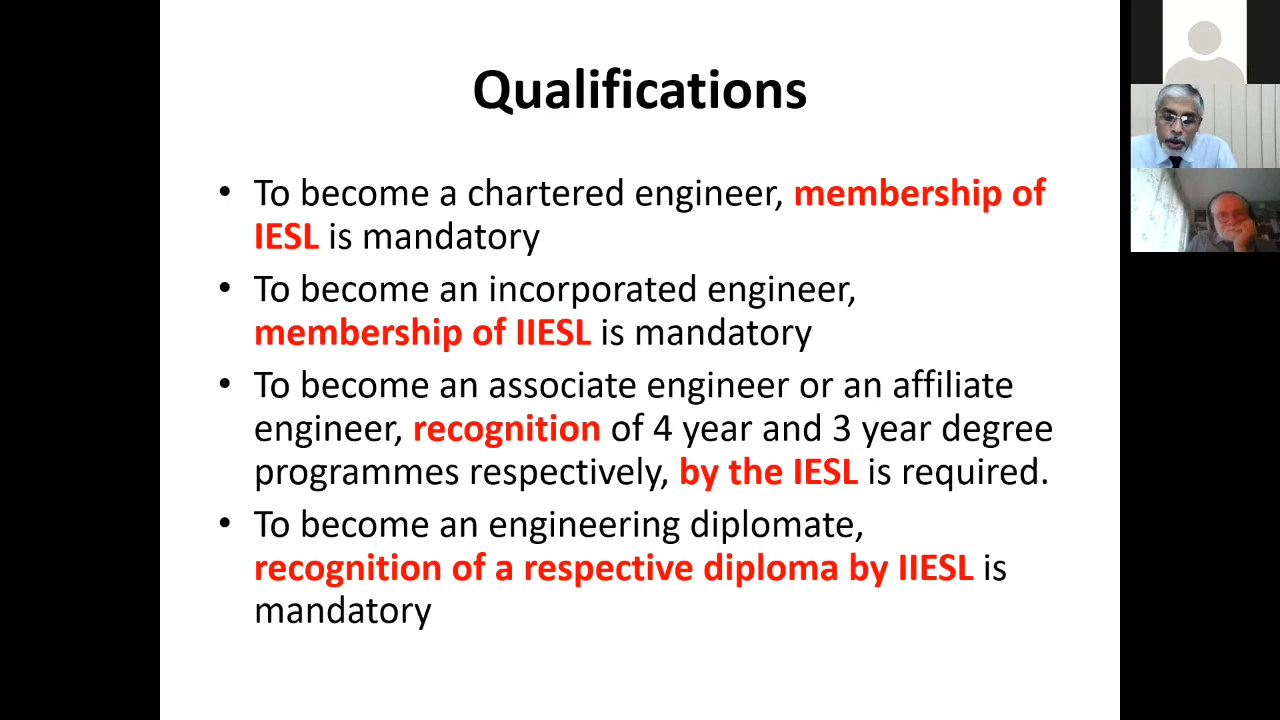 Qualifications
• To become a chartered engineer, membership of
IESL is mandatory
• To become an incorporated engineer,
membership of IIESL is mandatory
• To become an associate engineer or an affiliate
engineer, recognition of 4 year and 3 year degree
programmes respectively, by the IESL is required.
• To become an engineering diplomate,
recognition of a respective diploma by IIESL is
mandatory